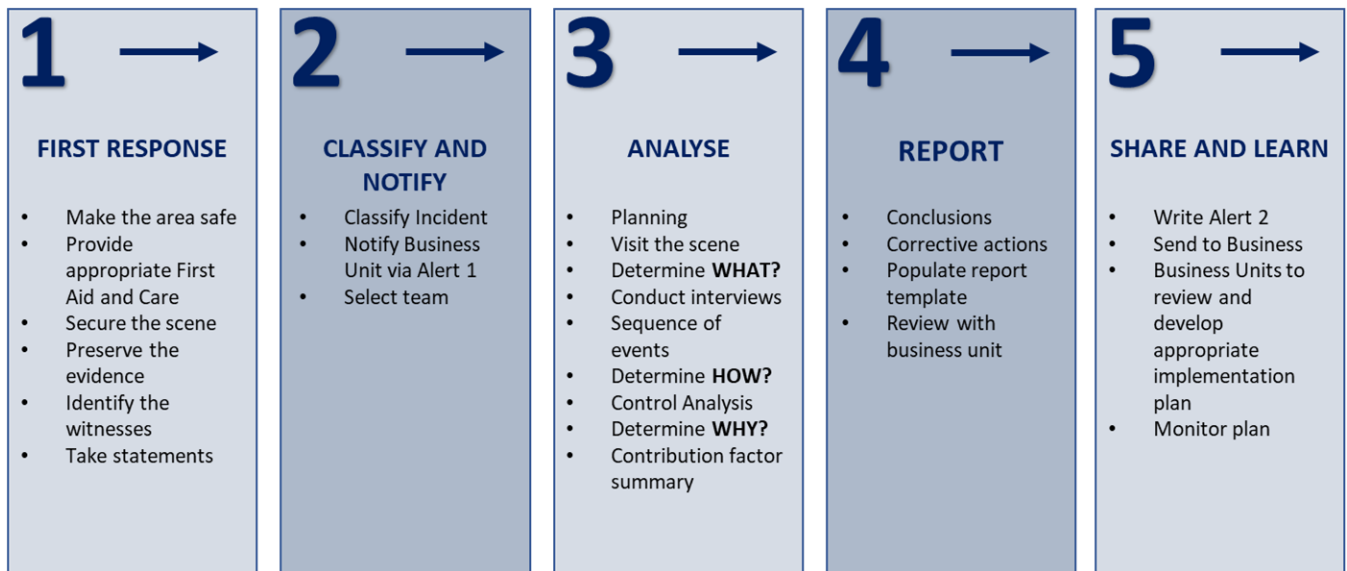 1
FIRST RESPONSE
• Make the area safe
• Provide
appropriate First
Aid and Care
• Secure the scene
• Preserve the
evidence
• Identify the
witnesses
• Take statements
2
CLASSIFY AND
NOTIFY
• Classify Incident
• Notify Business
Unit via Alert 1
• Select team
3
ANALYSE
• Planning
• Visit the scene
• Determine WHAT?
• Conduct interviews
• Sequence of
events
• Determine HOW?
• Control Analysis
• Determine WHY?
• Contribution factor
summary
4
REPORT
• Conclusions
• Corrective actions
• Populate report
template
• Review with
business unit
5
SHARE AND LEARN
• Write Alert 2
• Send to Business
• Business Units to
review and
develop
appropriate
implementation
plan
• Monitor plan